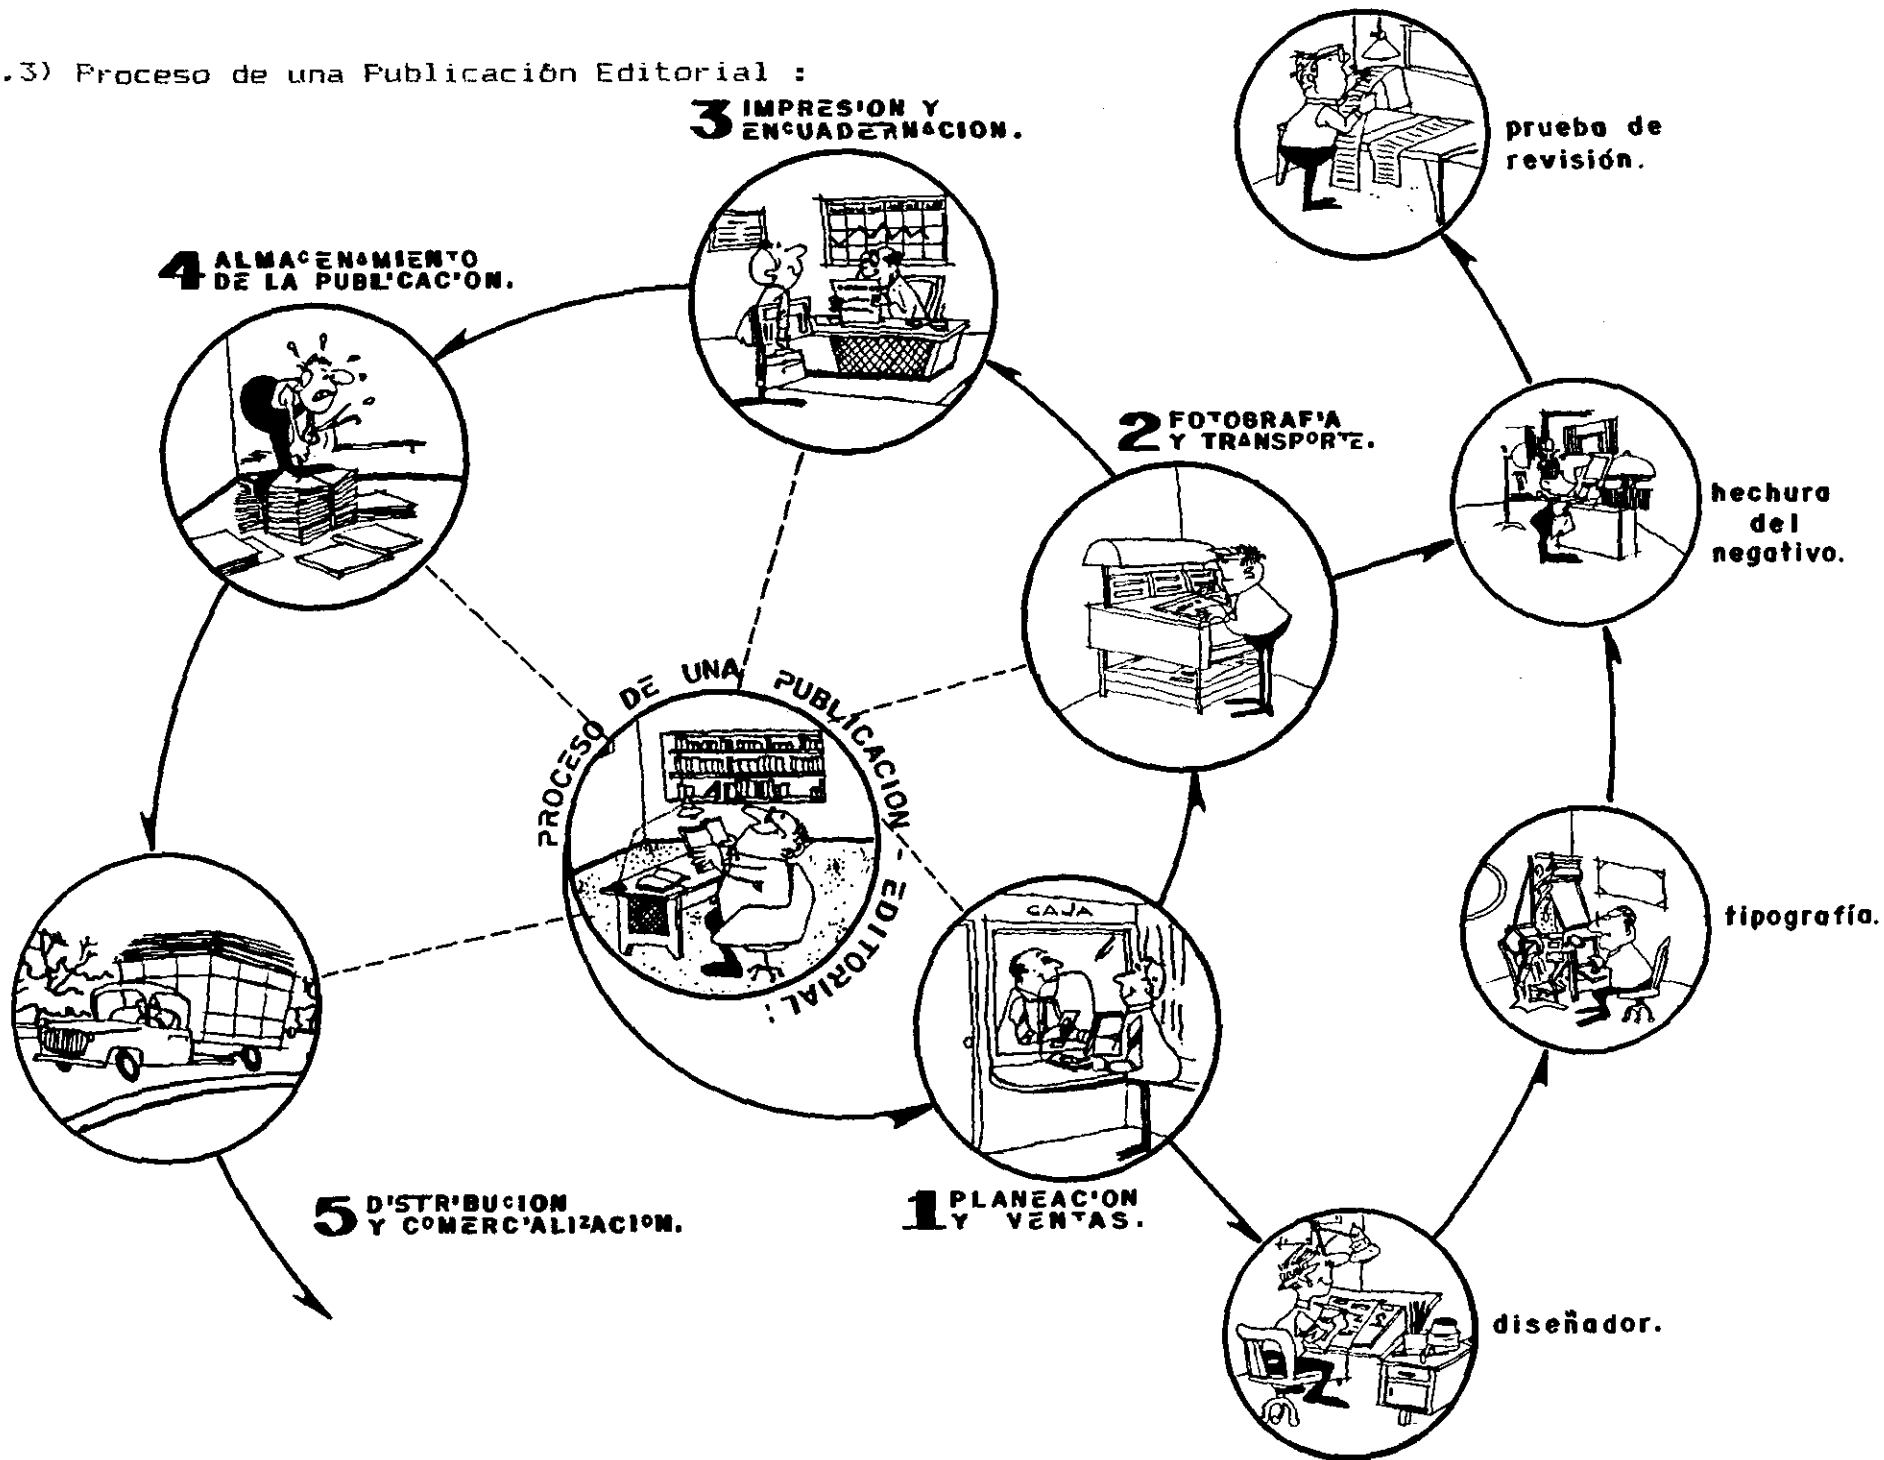 .3) Proceso de una Publicación Editorial :
3 IMPRESION Y
ENCUADERNACION.
prueba de
revisión.
4 ALMACENAMIENTO
DE LA PUBLICACION.
2 FOTOGRAFIA
Y TRANSPORTE.
hechura
del
negativo.
PROCESO DE UNA PUBLICACION - EDITORIAL :
CAJA
tipografía.
5 DISTRIBUCION
Y COMERCIALIZACION.
1 PLANEACION
Y VENTAS.
diseñador.